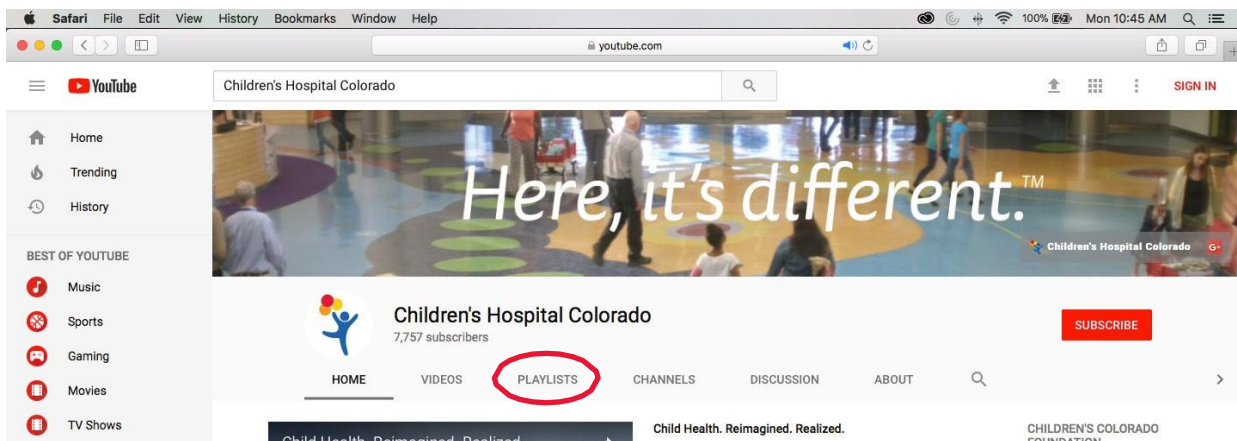 Safari File Edit View History Bookmarks Window Help 100% Mon 10:45 AM
youtube.com
YouTube Children's Hospital Colorado SIGN IN
Home
Trending
History
BEST OF YOUTUBE
Music
Sports
Gaming
Movies
TV Shows
Here, it's different.™
Children's Hospital Colorado G+
Children's Hospital Colorado
7,757 subscribers
SUBSCRIBE
HOME VIDEOS PLAYLISTS CHANNELS DISCUSSION ABOUT
Child Health. Reimagined. Realized.
Child Health. Reimagined. Realized.
CHILDREN'S COLORADO
FOUNDATION